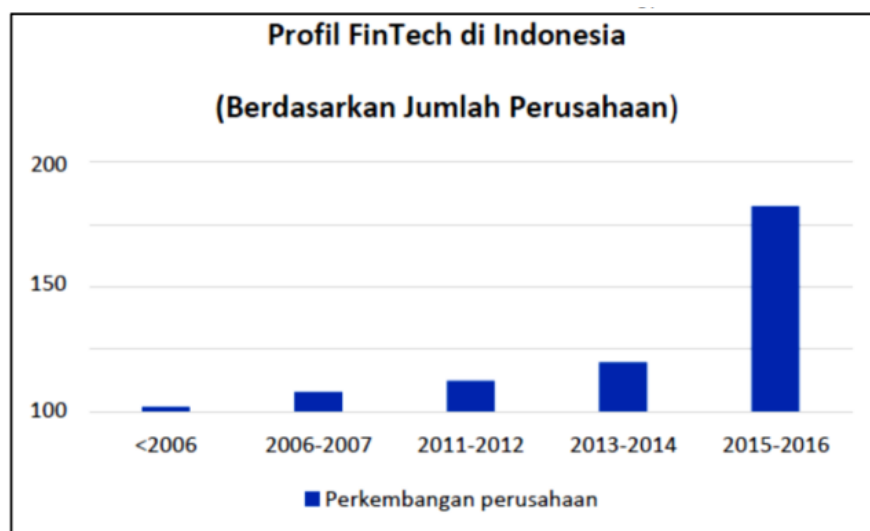 Profil FinTech di Indonesia
(Berdasarkan Jumlah Perusahaan)
200
150
100
<2006 2006-2007 2011-2012 2013-2014 2015-2016
Perkembangan perusahaan